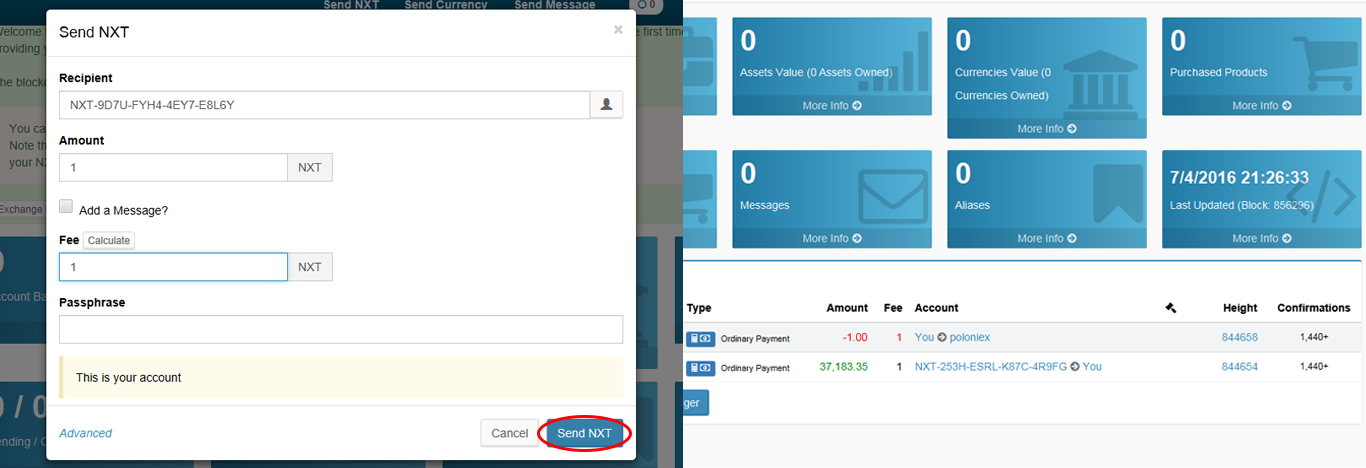 Send NXT Send Currency Send Message 0
Send NXT ×
Welcome
e first time
providing y
he blockc
Recipient
NXT-9D7U-FYH4-4EY7-E8L6Y
You ca
Note th
your NX
Amount
1 NXT
Add a Message?
Exchange
Fee Calculate
1 NXT
ccount Ba
Passphrase
This is your account
0 / 0
ending / C
Advanced Cancel Send NXT
0
Assets Value (0 Assets Owned)
More Info
0
Currencies Value (0
Currencies Owned)
More Info
0
Purchased Products
More Info
0
Messages
More Info
0
Aliases
More Info
7/4/2016 21:26:33
Last Updated (Block: 856296)
More Info
Type Amount Fee Account Height Confirmations
Ordinary Payment -1.00 1 You poloniex 844658 1,440+
Ordinary Payment 37,183.35 1 NXT-253H-ESRL-K87C-4R9FG You 844654 1,440+
ger